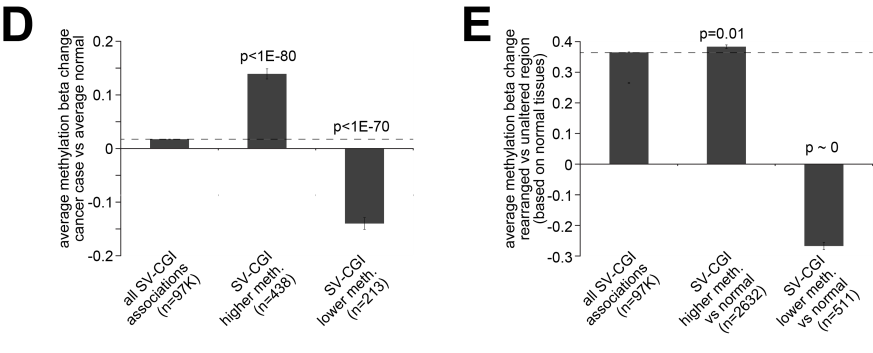 D
average methylation beta change
cancer case vs average normal
0.2
0.1
0
-0.1
-0.2
p<1E-80
p<1E-70
all SV-CGI
associations
(n=97K)
SV-CGI
higher meth.
(n=438)
SV-CGI
lower meth.
(n=213)
E
average methylation beta change
rearranged vs unaltered region
(based on normal tissues)
0.4
0.3
0.2
0.1
0
-0.1
-0.2
-0.3
p=0.01
p ~ 0
all SV-CGI
associations
(n=97K)
SV-CGI
higher meth.
vs normal
(n=2632)
SV-CGI
lower meth.
vs normal
(n=511)